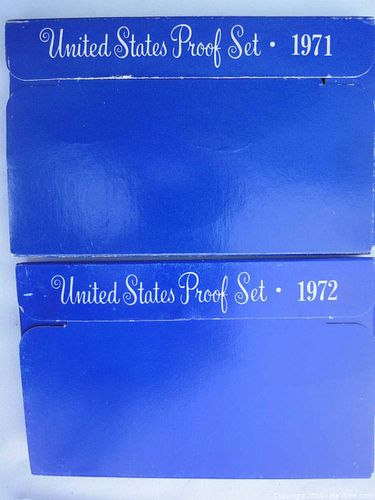 United States Proof Set • 1971
United States Proof Set • 1972